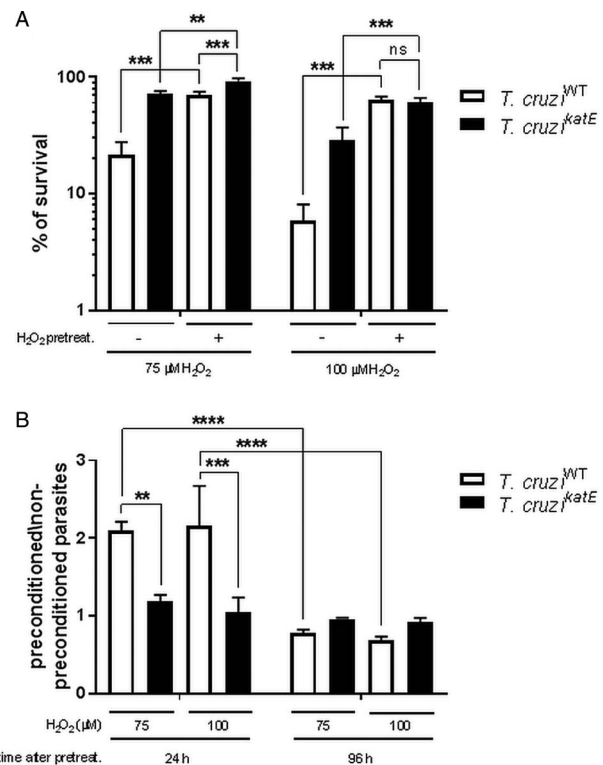 A
** 
*** ***
***
***
ns
***
100
10
1
% of survival
T. cruzi WT
T. cruzi katE
H2O2 pretreat. - + - +
75 µM H2O2 100 µM H2O2
B
****
****
***
**
3
2
1
0
preconditioned\non-
preconditioned parasites
T. cruzi WT
T. cruzi katE
H2O2 (µM) 75 100 75 100
time ater pretreat. 24 h 96 h